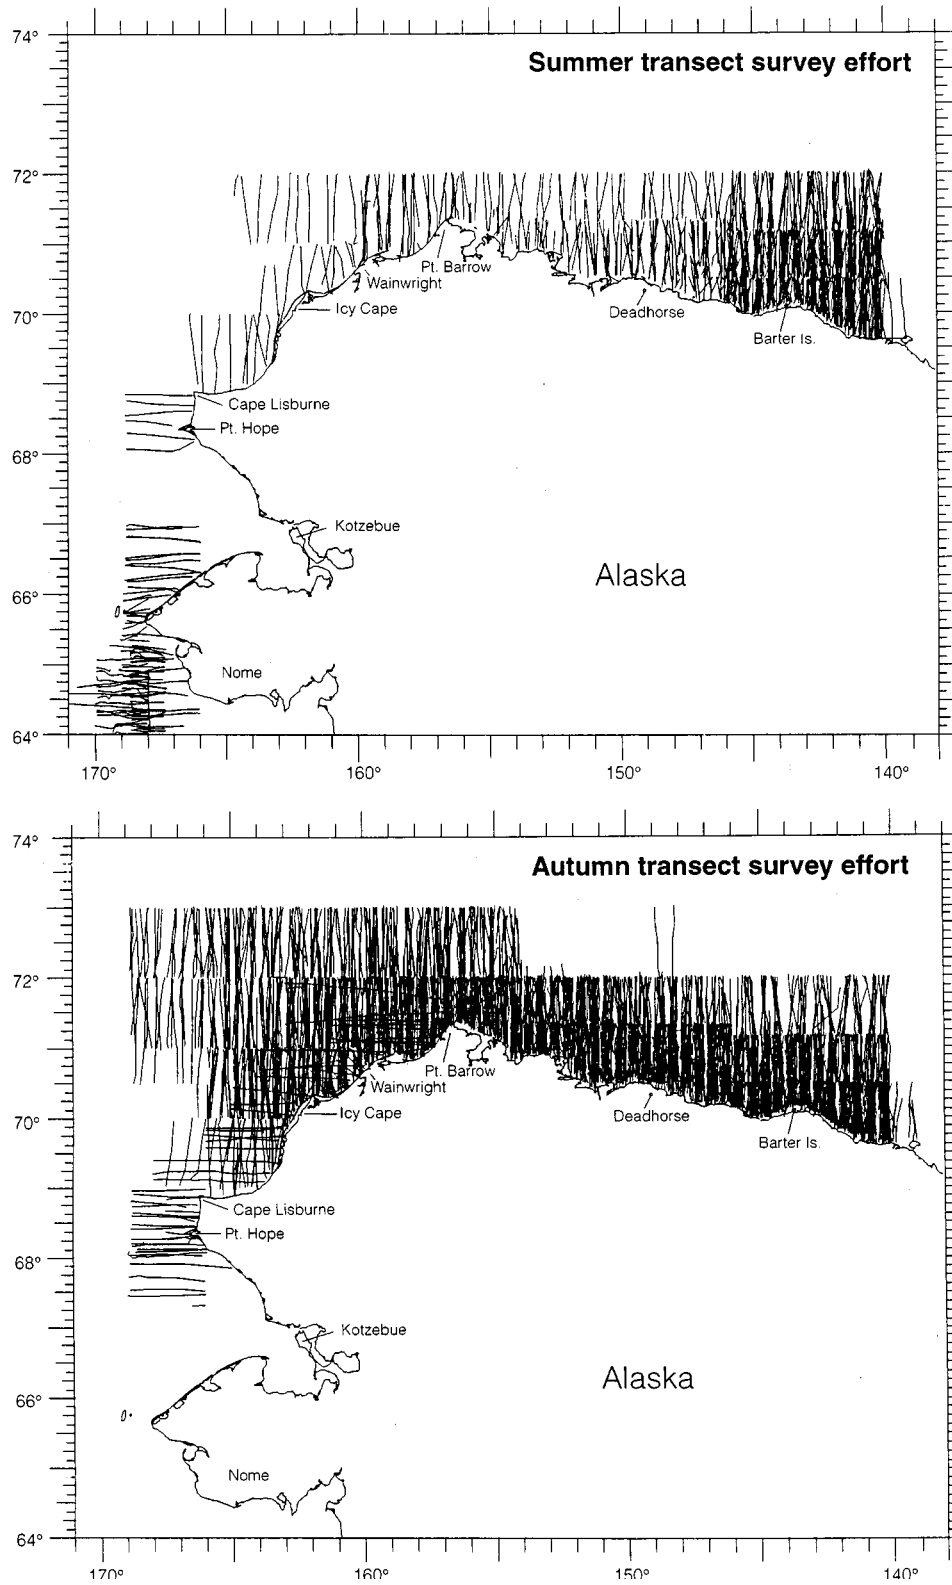 Summer transect survey effort
74°
72°
70°
68°
66°
64°
Pt. Barrow
Wainwright
Icy Cape
Deadhorse
Barter Is.
Cape Lisburne
Pt. Hope
Kotzebue
Alaska
Nome
170°
160°
150°
140°
Autumn transect survey effort
74°
72°
70°
68°
66°
64°
Pt. Barrow
Wainwright
Icy Cape
Deadhorse
Barter Is.
Cape Lisburne
Pt. Hope
Kotzebue
Alaska
Nome
170°
160°
150°
140°